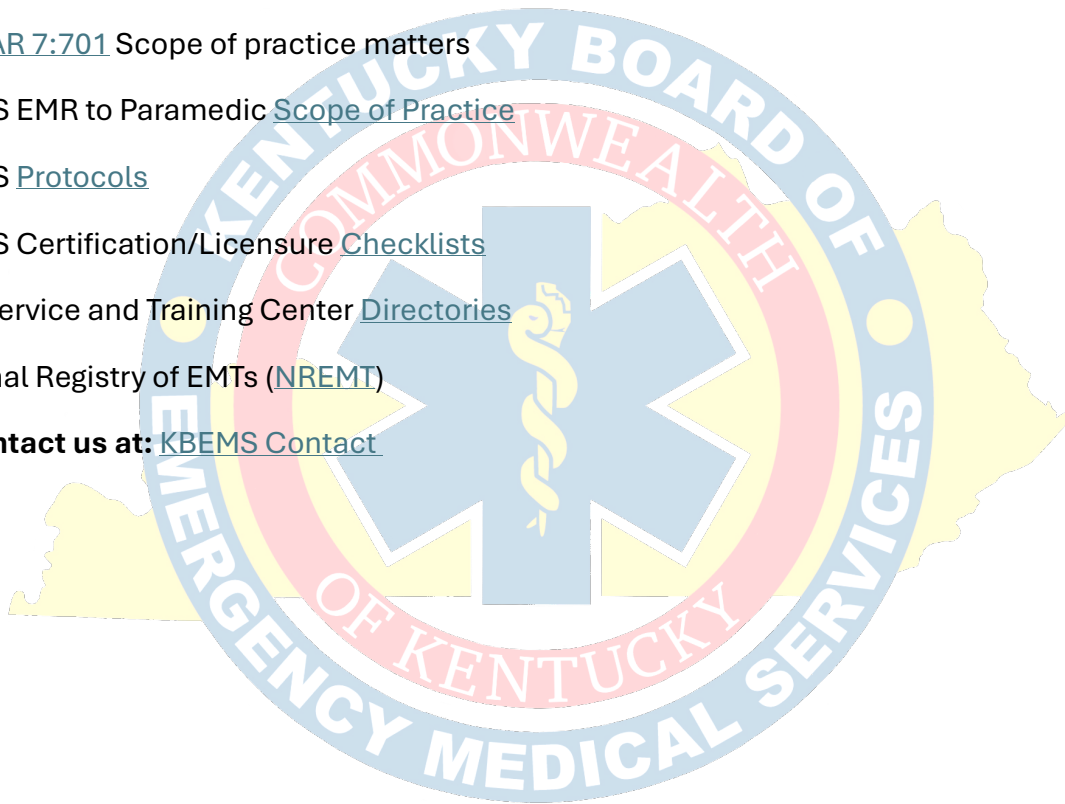 AR 7:701 Scope of practice matters
S EMR to Paramedic Scope of Practice
S Protocols
S Certification/Licensure Checklists
ervice and Training Center Directories
al Registry of EMTs (NREMT)
ntact us at: KBEMS Contact
KENTUCKY BOARD OF
EMERGENCY MEDICAL SERVICES
COMMONWEALTH
OF KENTUCKY